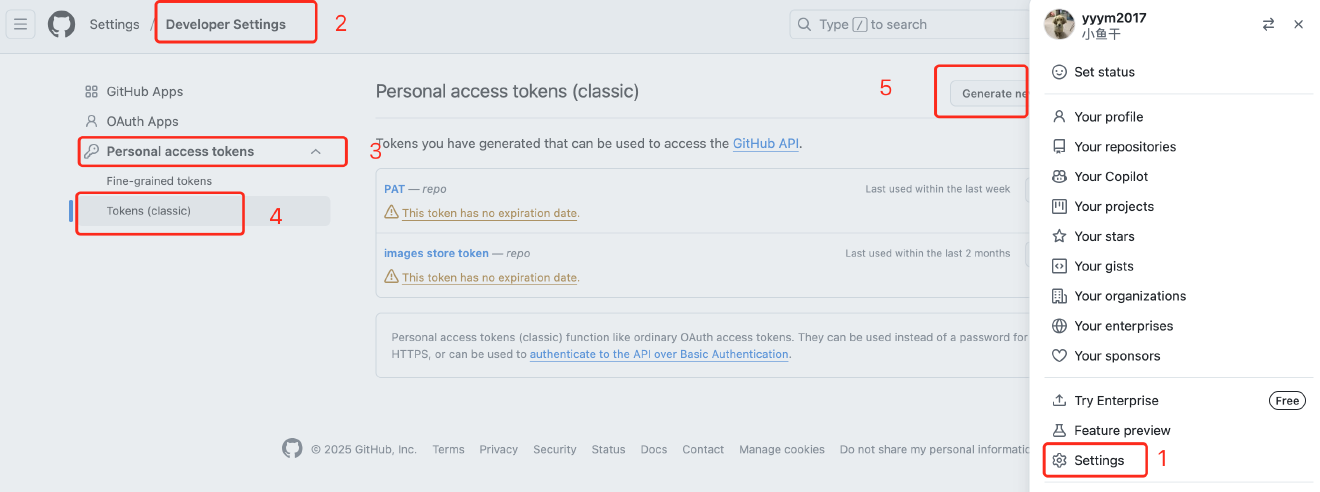 Settings / Developer Settings
2
Type / to search
GitHub Apps
OAuth Apps
Personal access tokens
3
Fine-grained tokens
Tokens (classic)
4
Personal access tokens (classic)
5
Generate ne
Tokens you have generated that can be used to access the GitHub API.
PAT — repo
Last used within the last week
This token has no expiration date.
images store token — repo
Last used within the last 2 months
This token has no expiration date.
Personal access tokens (classic) function like ordinary OAuth access tokens. They can be used instead of a password for
HTTPS, or can be used to authenticate to the API over Basic Authentication.
© 2025 GitHub, Inc. Terms Privacy Security Status Docs Contact Manage cookies Do not share my personal informatio
yyym2017
小鱼干
Set status
Your profile
Your repositories
Your Copilot
Your projects
Your stars
Your gists
Your organizations
Your enterprises
Your sponsors
Try Enterprise
Free
Feature preview
Settings
1